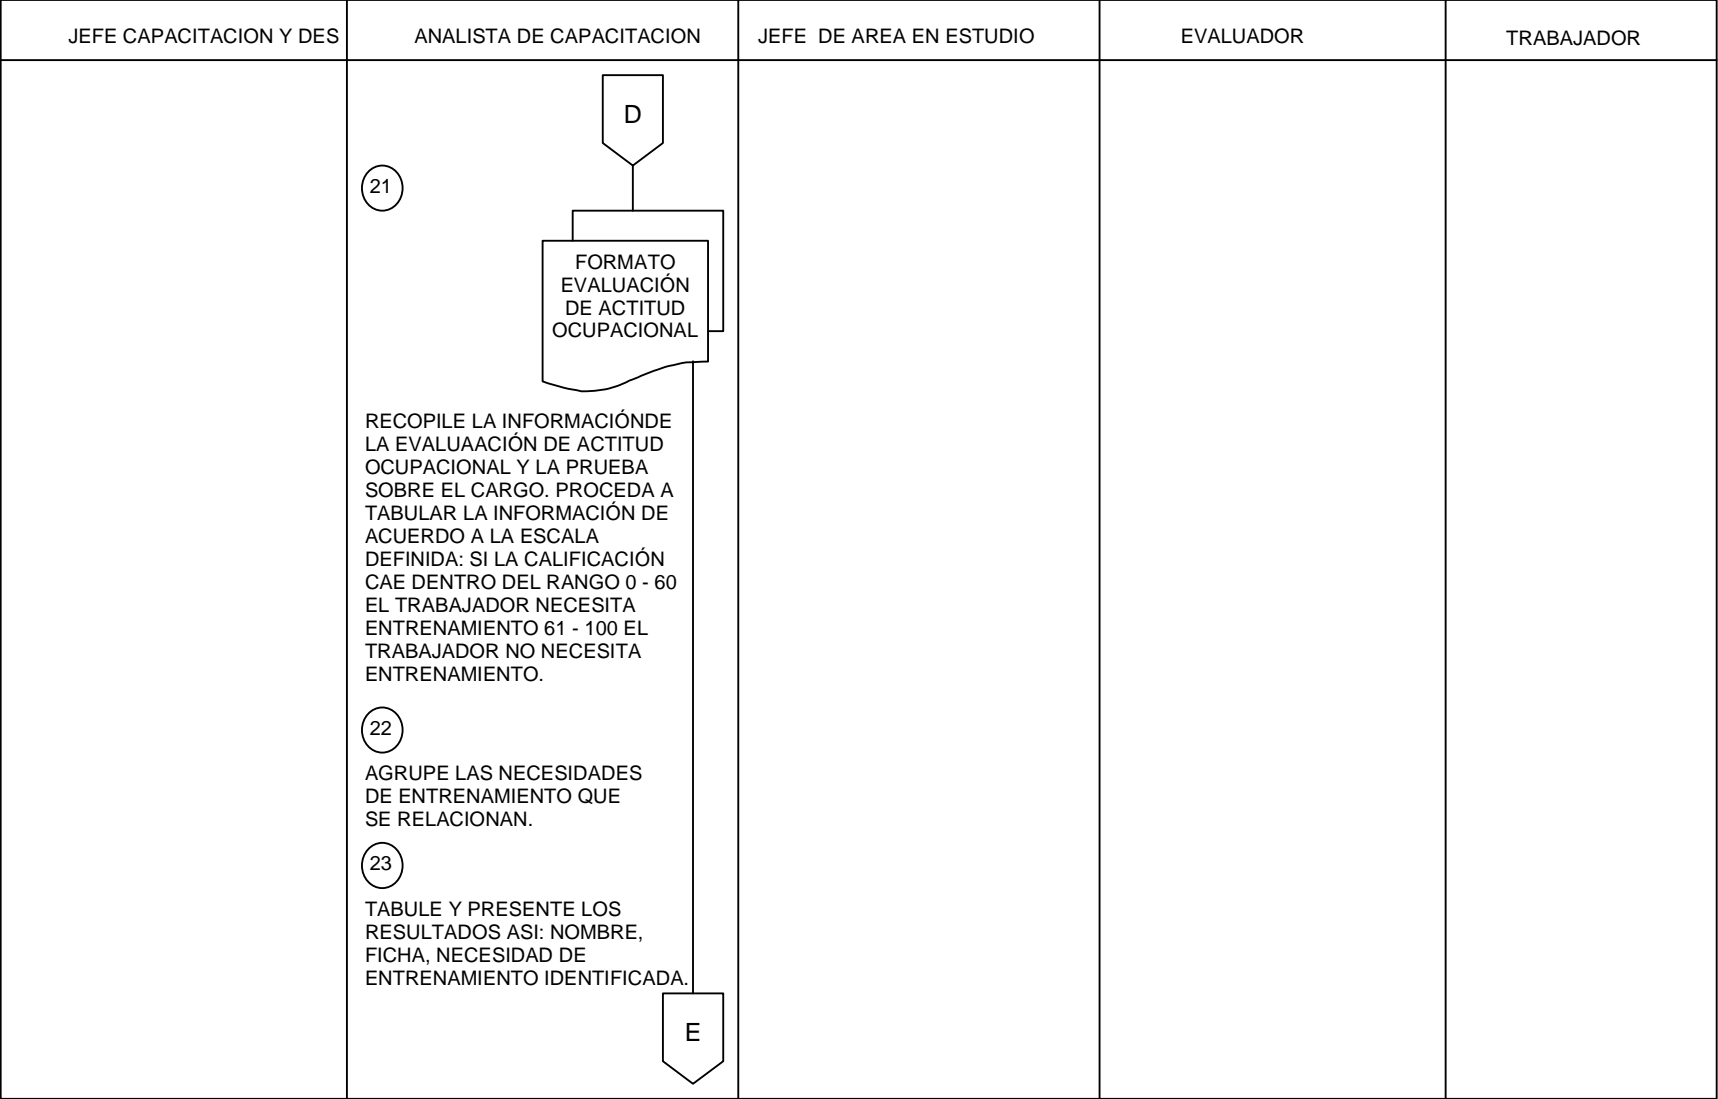 JEFE CAPACITACION Y DES
ANALISTA DE CAPACITACION
JEFE DE AREA EN ESTUDIO
EVALUADOR
TRABAJADOR
D
21
FORMATO
EVALUACIÓN
DE ACTITUD
OCUPACIONAL
RECOPILE LA INFORMACIÓNDE
LA EVALUAACIÓN DE ACTITUD
OCUPACIONAL Y LA PRUEBA
SOBRE EL CARGO. PROCEDA A
TABULAR LA INFORMACIÓN DE
ACUERDO A LA ESCALA
DEFINIDA: SI LA CALIFICACIÓN
CAE DENTRO DEL RANGO 0 - 60
EL TRABAJADOR NECESITA
ENTRENAMIENTO 61 - 100 EL
TRABAJADOR NO NECESITA
ENTRENAMIENTO.
22
AGRUPE LAS NECESIDADES
DE ENTRENAMIENTO QUE
SE RELACIONAN.
23
TABULE Y PRESENTE LOS
RESULTADOS ASI: NOMBRE,
FICHA, NECESIDAD DE
ENTRENAMIENTO IDENTIFICADA.
E